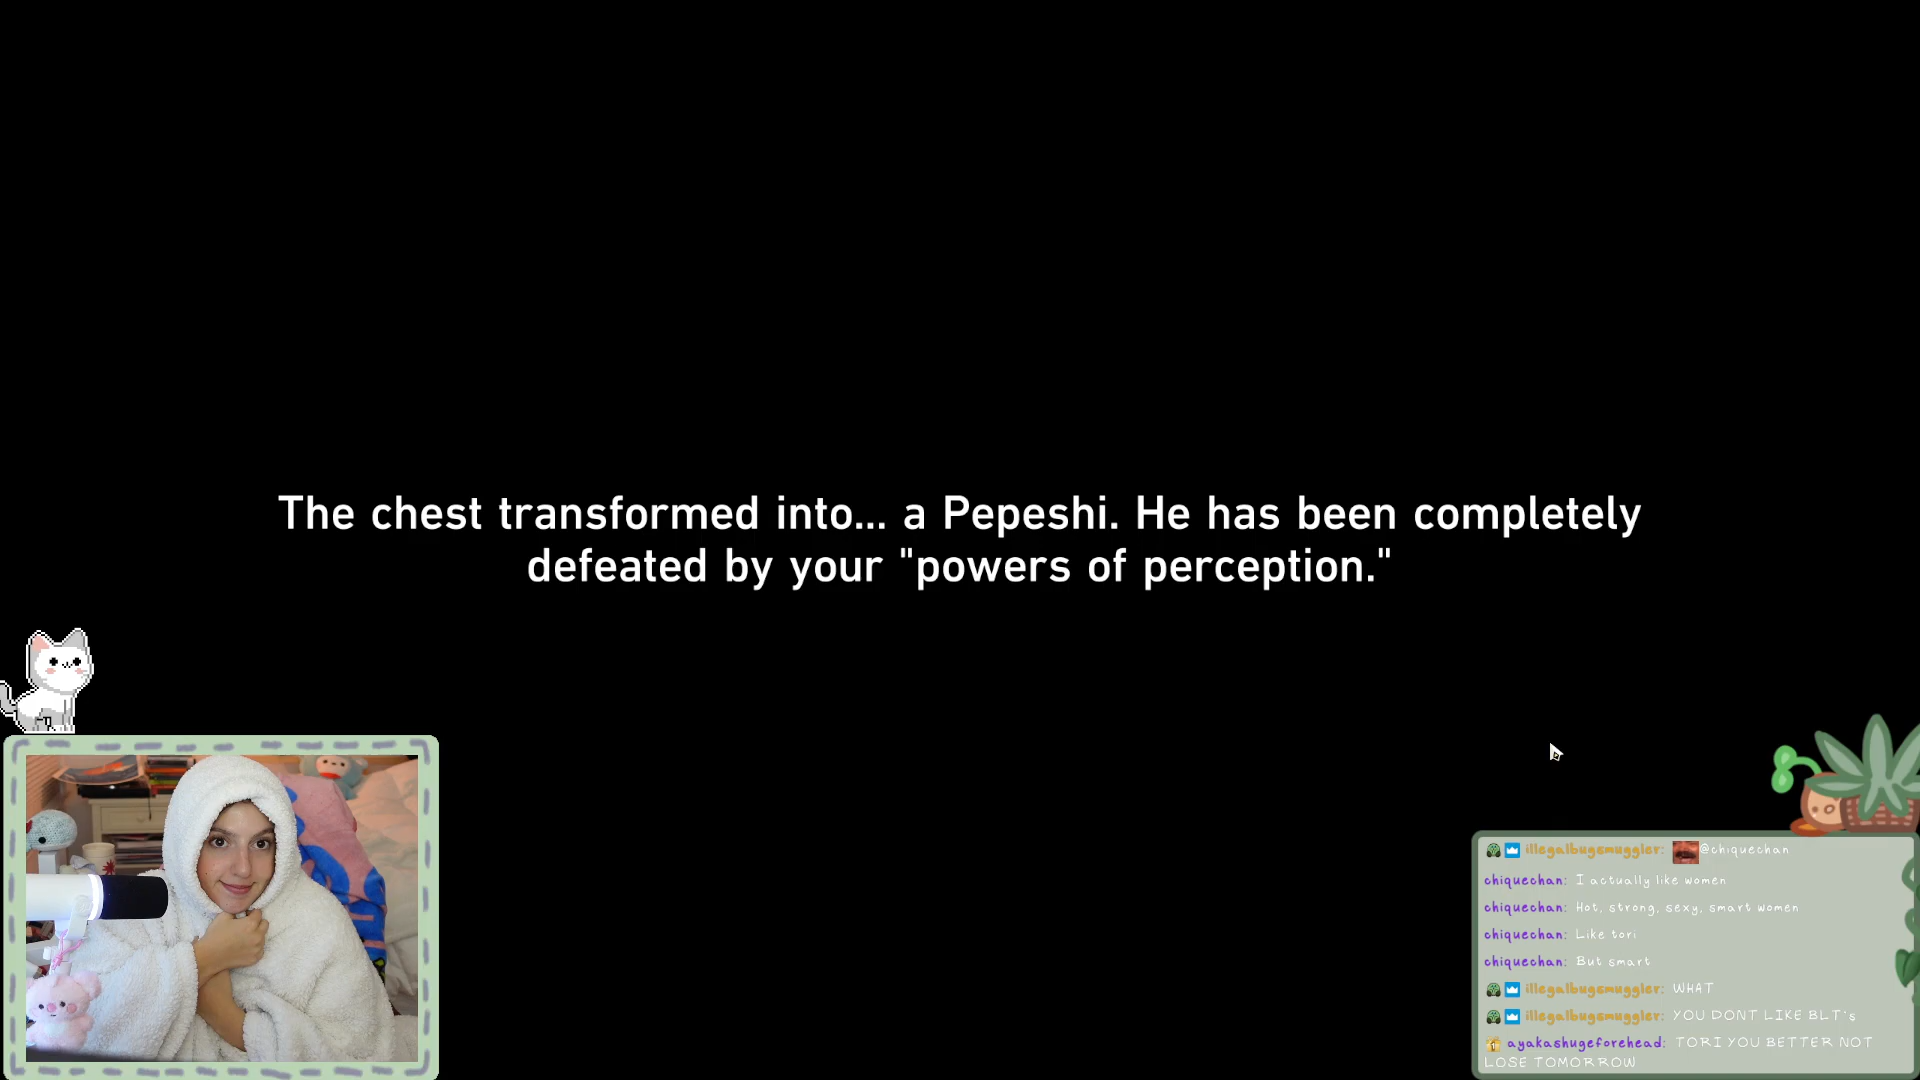 The chest transformed into... a Pepeshi. He has been completely
defeated by your "powers of perception."
illegalbugsmuggler: @chiquechan
chiquechan: I actually like women
chiquechan: Hot, strong, sexy, smart women
chiquechan: Like tori
chiquechan: But smart
illegalbugsmuggler: WHAT
illegalbugsmuggler: YOU DONT LIKE BLT's
ayakashugeforehead: TORI YOU BETTER NOT
LOSE TOMORROW